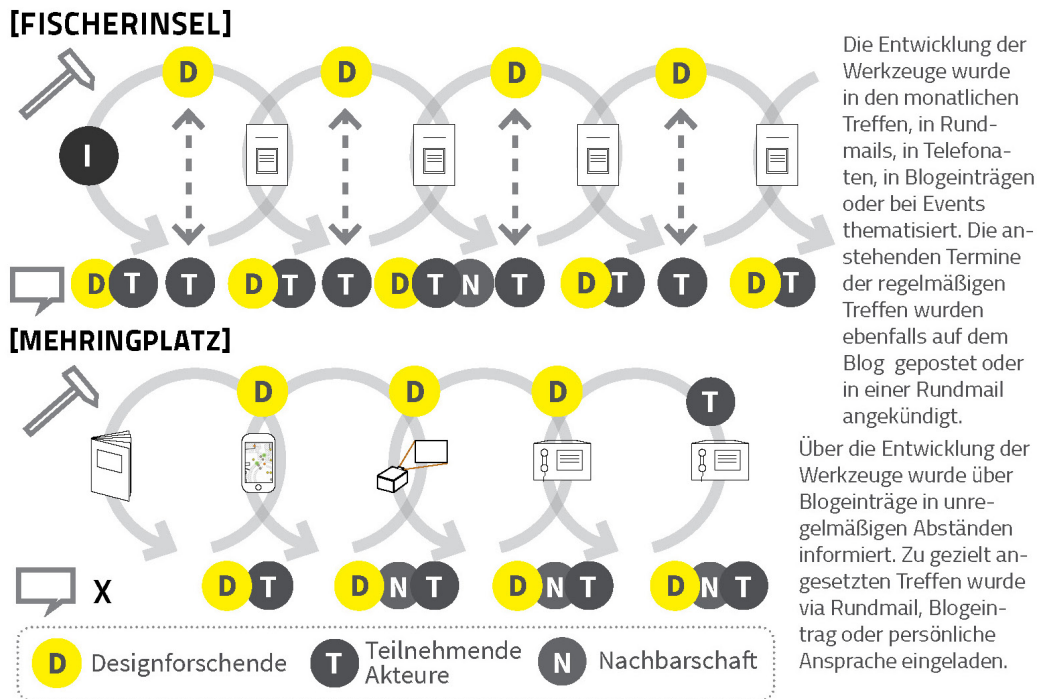 [FISCHERINSEL]
D D D D
I
D T T D T T D T N T D T T D T
Die Entwicklung der
Werkzeuge wurde
in den monatlichen
Treffen, in Rund-
mails, in Telefona-
ten, in Blogeinträgen
oder bei Events
thematisiert. Die an-
stehenden Termine
der regelmäßigen
Treffen wurden
ebenfalls auf dem
Blog gepostet oder
in einer Rundmail
angekündigt.
[MEHRINGPLATZ]
D D D T
X D T D N T D N T D N T
Über die Entwicklung der
Werkzeuge wurde über
Blogeinträge in unre-
gelmäßigen Abständen
informiert. Zu gezielt an-
gesetzten Treffen wurde
via Rundmail, Blogein-
trag oder persönliche
Ansprache eingeladen.
D Designforschende
T Teilnehmende
Akteure
N Nachbarschaft